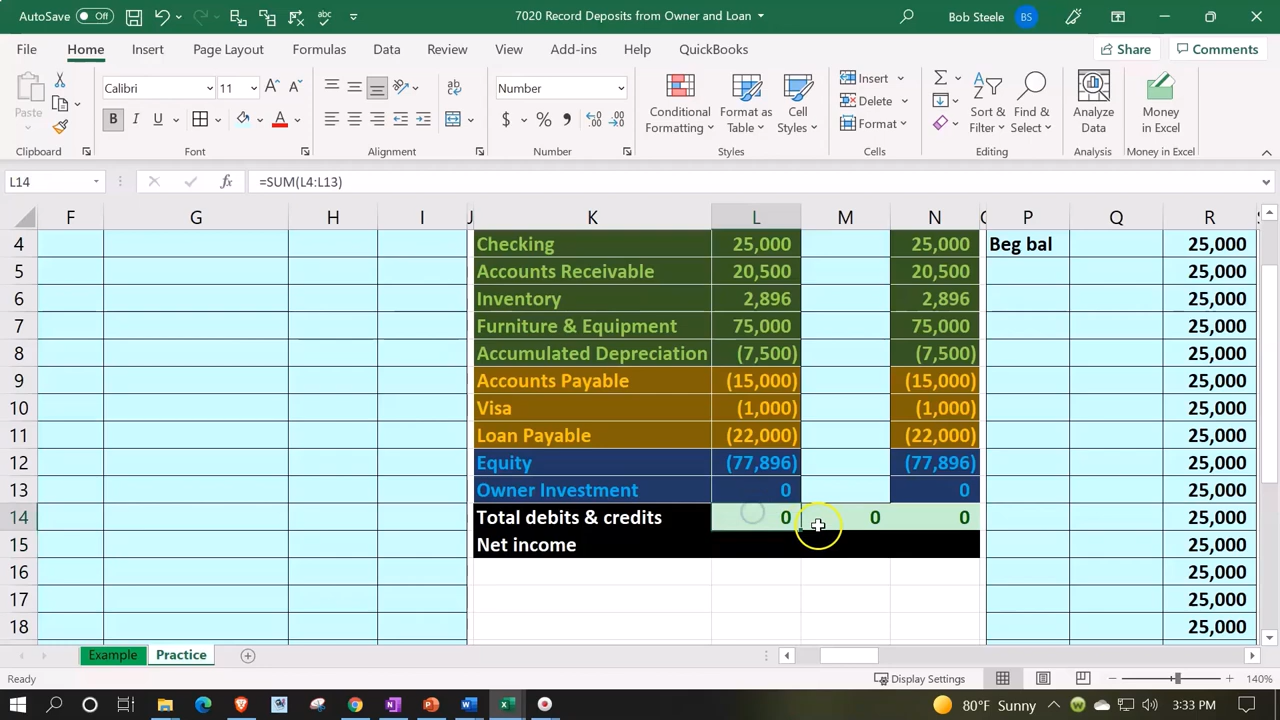 AutoSave Off 7020 Record Deposits from Owner and Loan Bob Steele BS
File Home Insert Page Layout Formulas Data Review View Add-ins Help QuickBooks Share Comments
Paste Calibri 11 Number Conditional Formatting Format as Table Cell Styles Insert Delete Format Sort & Filter Find & Select Analyze Data Money in Excel
Clipboard Font Alignment Number Styles Cells Editing Analysis Money in Excel
L14 fx =SUM(L4:L13)
F G H I J K L M N P Q R
4 Checking 25,000 25,000 Beg bal 25,000
5 Accounts Receivable 20,500 20,500 25,000
6 Inventory 2,896 2,896 25,000
7 Furniture & Equipment 75,000 75,000 25,000
8 Accumulated Depreciation (7,500) (7,500) 25,000
9 Accounts Payable (15,000) (15,000) 25,000
10 Visa (1,000) (1,000) 25,000
11 Loan Payable (22,000) (22,000) 25,000
12 Equity (77,896) (77,896) 25,000
13 Owner Investment 0 0 25,000
14 Total debits & credits 0 0 0 25,000
15 Net income 25,000
16 25,000
17 25,000
18 25,000
Example Practice
Ready Display Settings 140%
80°F Sunny 3:33 PM